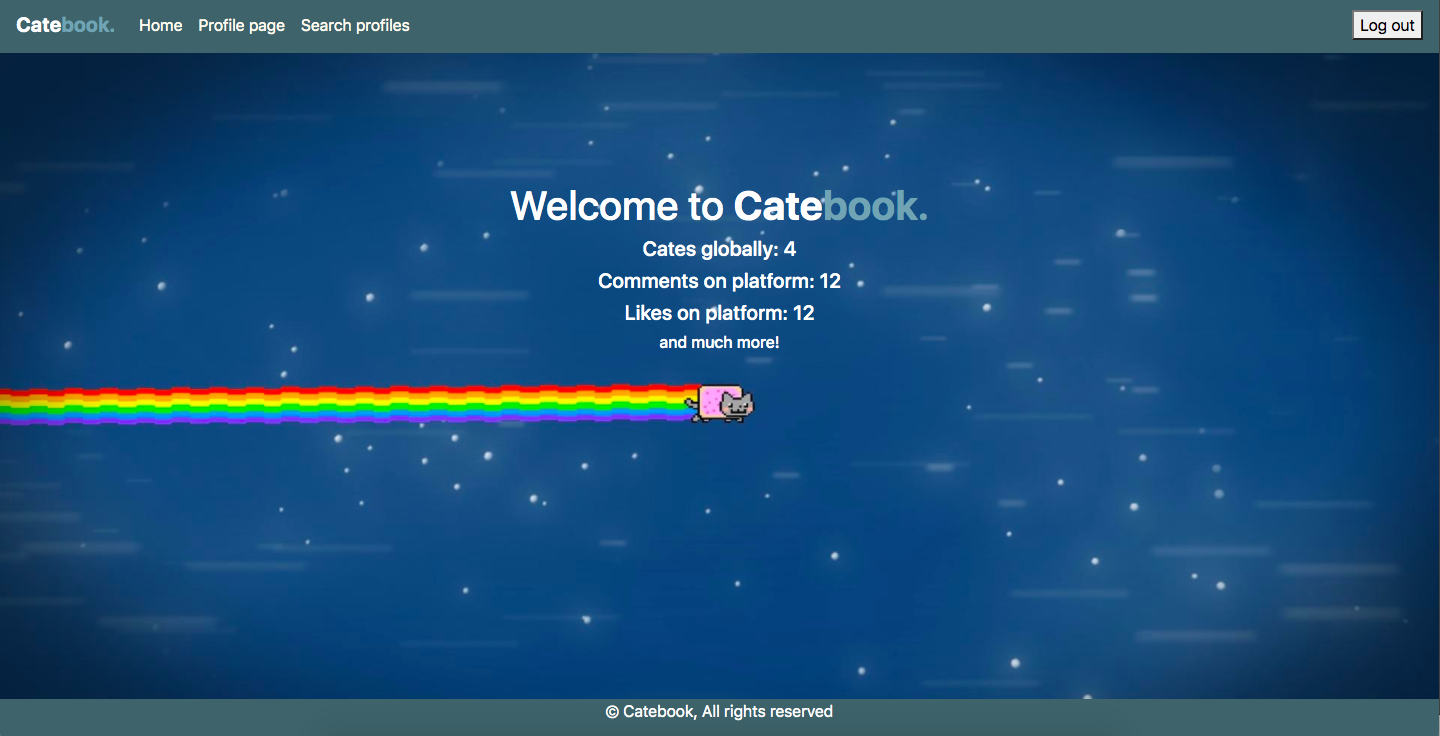 Catebook. Home Profile page Search profiles Log out
Welcome to Catebook.
Cates globally: 4
Comments on platform: 12
Likes on platform: 12
and much more!
© Catebook, All rights reserved